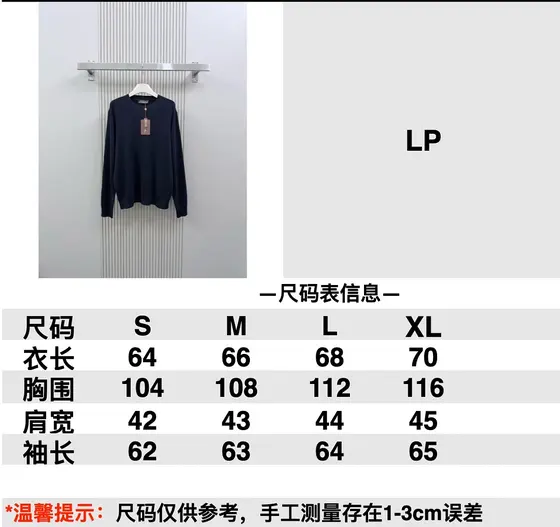 LP
—尺码表信息—
尺码 S M L XL
衣长 64 66 68 70
胸围 104 108 112 116
肩宽 42 43 44 45
袖长 62 63 64 65
*温馨提示：尺码仅供参考，手工测量存在1-3cm误差